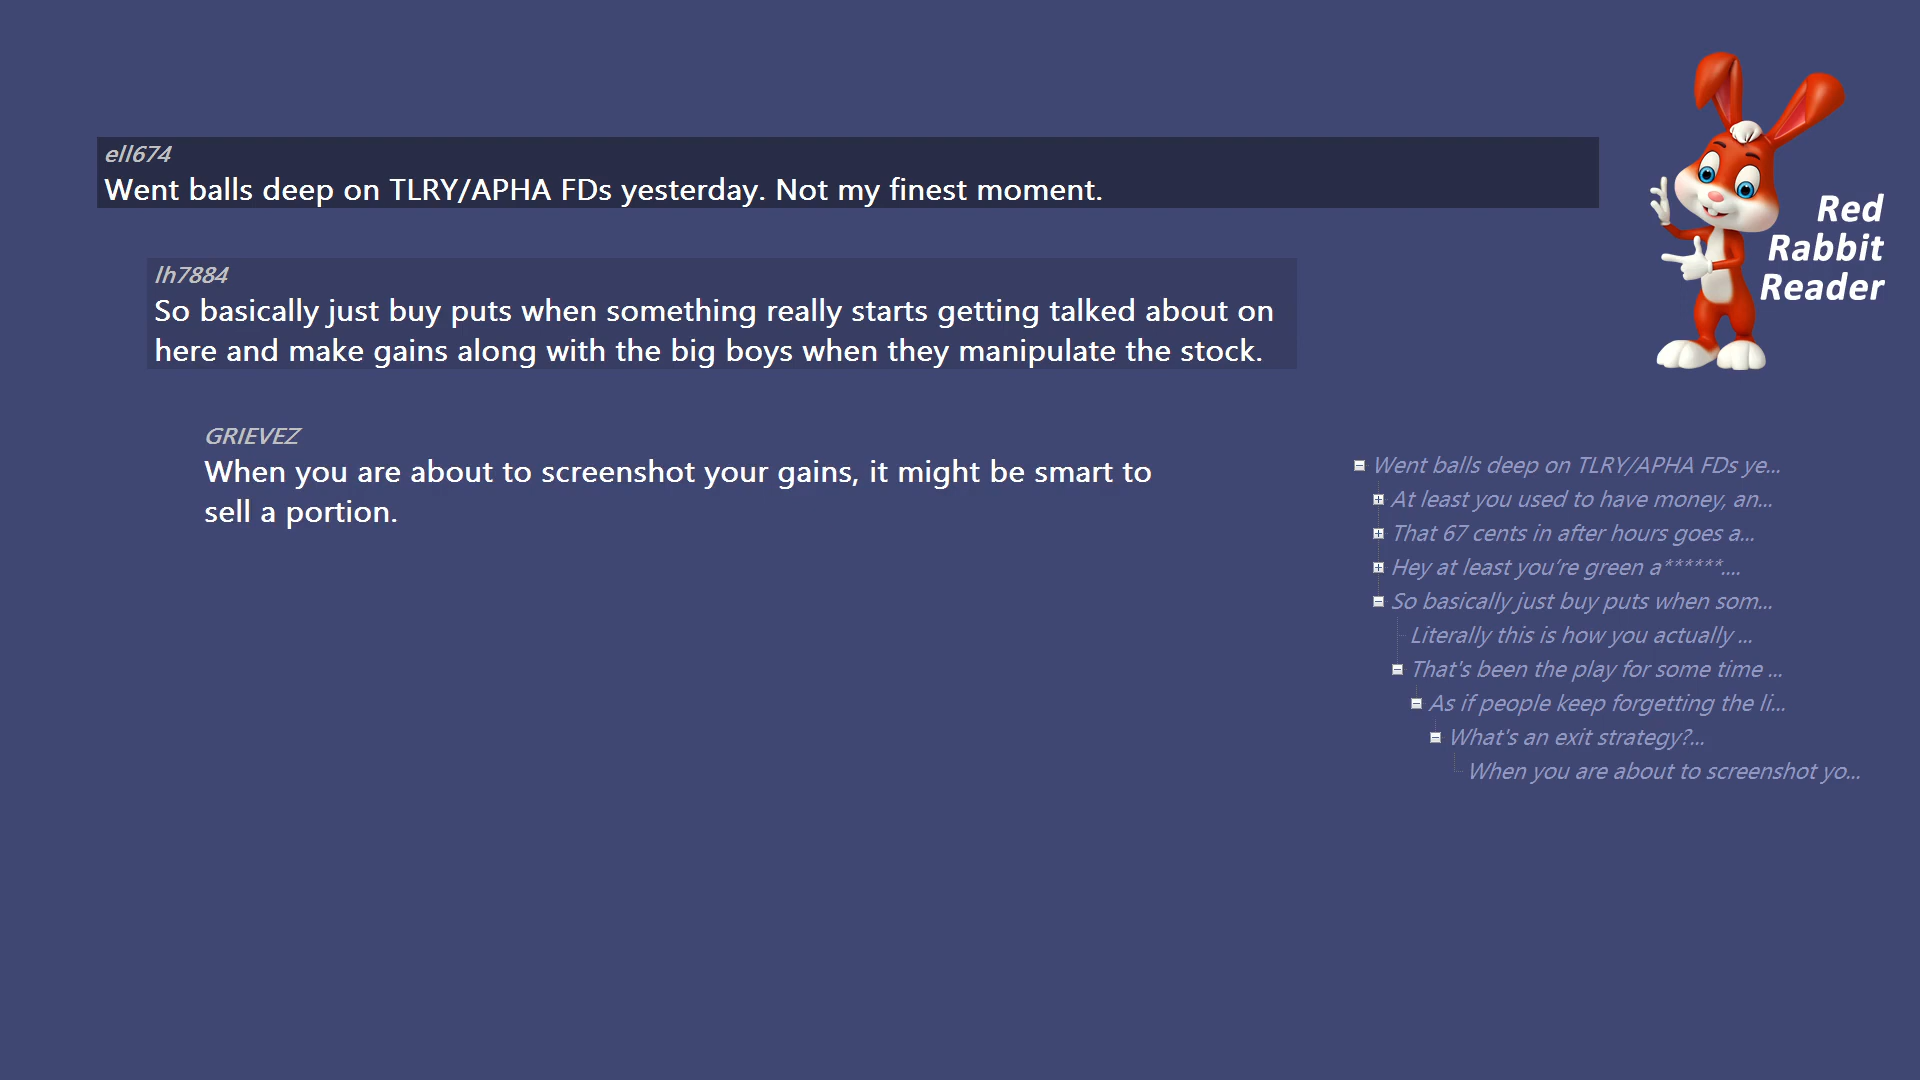 ell674
Went balls deep on TLRY/APHA FDs yesterday. Not my finest moment.
lh7884
So basically just buy puts when something really starts getting talked about on
here and make gains along with the big boys when they manipulate the stock.
GRIEVEZ
When you are about to screenshot your gains, it might be smart to
sell a portion.
Red
Rabbit
Reader
Went balls deep on TLRY/APHA FDs ye...
At least you used to have money, an...
That 67 cents in after hours goes a...
Hey at least you’re green a******....
So basically just buy puts when som...
Literally this is how you actually ...
That's been the play for some time ...
As if people keep forgetting the li...
What's an exit strategy?...
When you are about to screenshot yo...